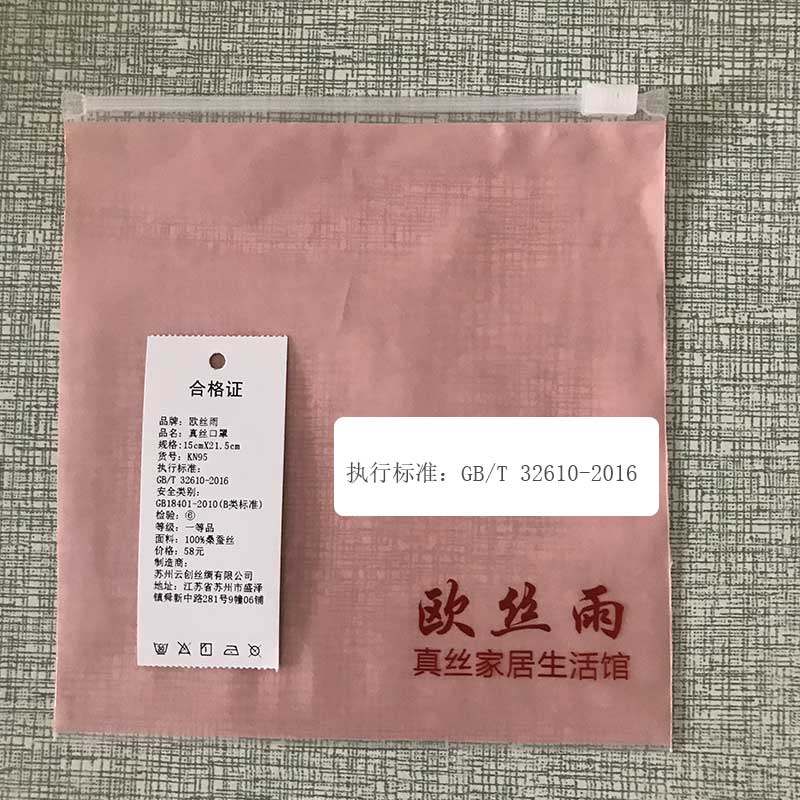 合格证
品牌：欧丝雨
品名：真丝口罩
规格:15cmX21.5cm
货号：KN95
执行标准：
GB/T 32610-2016
安全类别：
GB18401-2010(B类标准)
检验：⑥
等级：一等品
面料：100%桑蚕丝
价格：58元
制造商：
苏州云创丝绸有限公司
地址：江苏省苏州市盛泽
镇舜新中路281号9幢06铺
执行标准：GB/T 32610-2016
欧丝雨
真丝家居生活馆